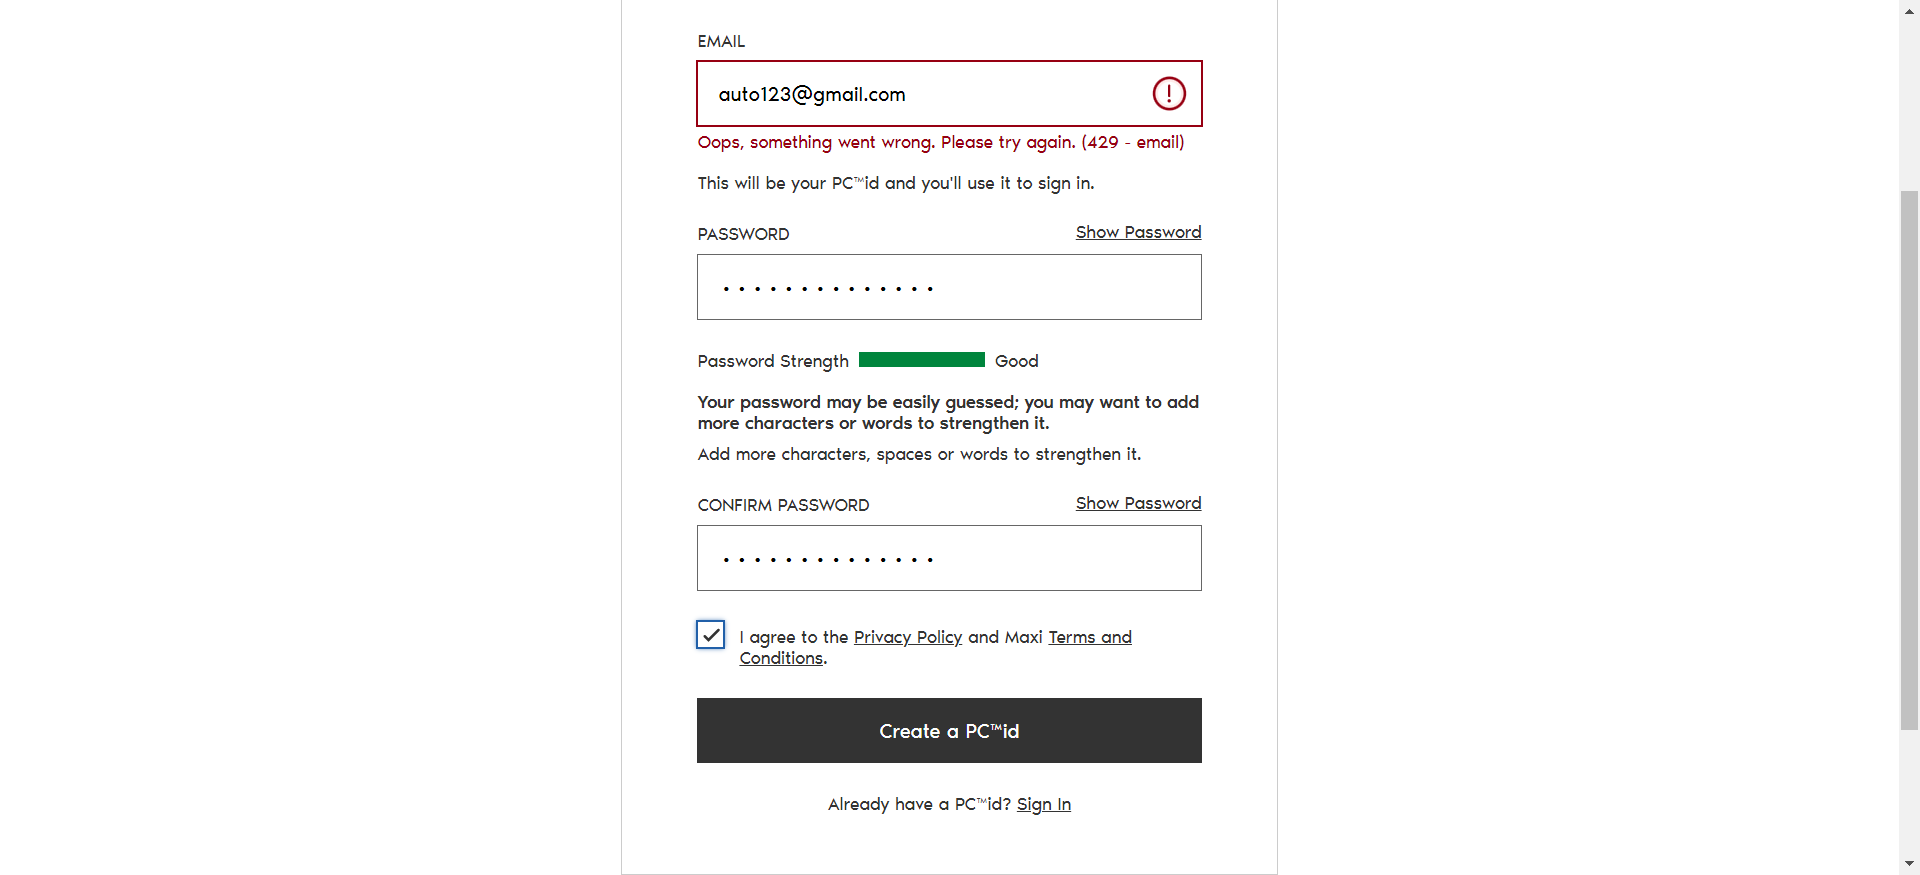 EMAIL
auto123@gmail.com
Oops, something went wrong. Please try again. (429 - email)
This will be your PC™id and you'll use it to sign in.
PASSWORD
Show Password
••••••••••••••
Password Strength
Good
Your password may be easily guessed; you may want to add
more characters or words to strengthen it.
Add more characters, spaces or words to strengthen it.
CONFIRM PASSWORD
Show Password
••••••••••••••
I agree to the Privacy Policy and Maxi Terms and
Conditions.
Create a PC™id
Already have a PC™id? Sign In